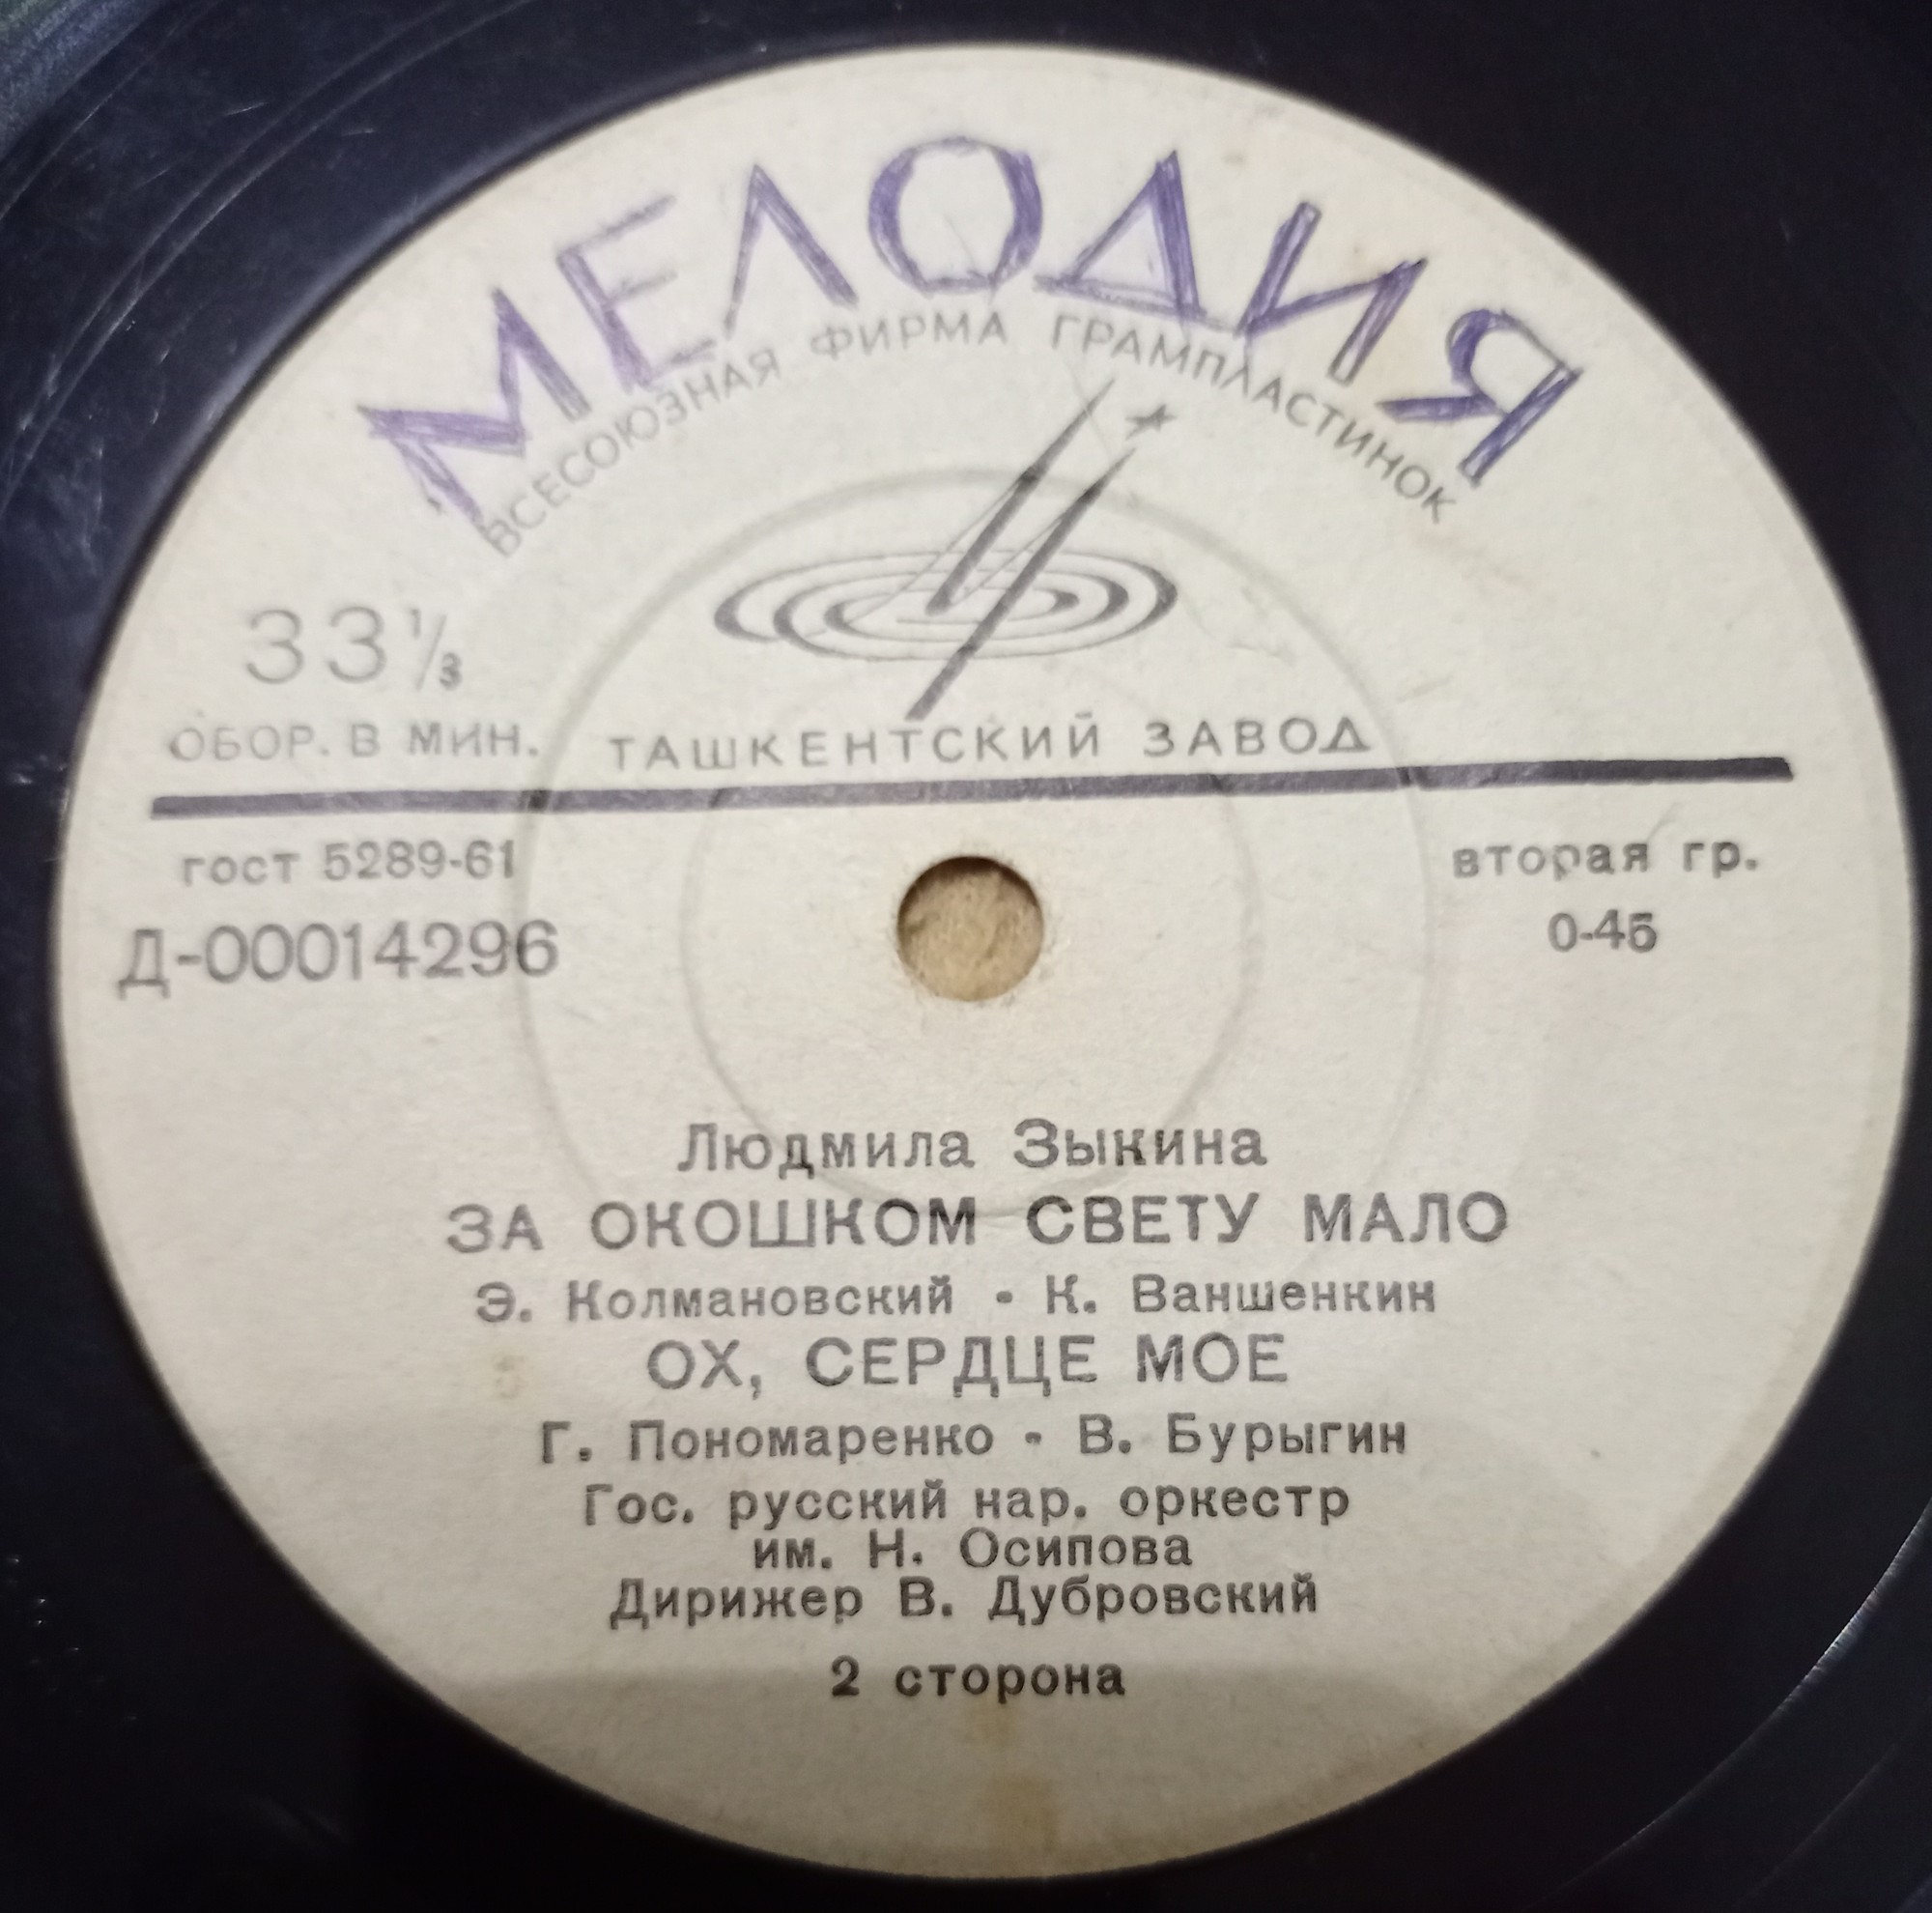 МЕЛОДИЯ
ВСЕСОЮЗНАЯ ФИРМА ГРАМПЛАСТИНОК
33⅓
ОБОР. В МИН.
ТАШКЕНТСКИЙ ЗАВОД
гост 5289-61
вторая гр.
Д-00014296
0-45
Людмила Зыкина
ЗА ОКОШКОМ СВЕТУ МАЛО
Э. Колмановский - К. Ваншенкин
ОХ, СЕРДЦЕ МОЕ
Г. Пономаренко - В. Бурыгин
Гос. русский нар. оркестр
им. Н. Осипова
Дирижер В. Дубровский
2 сторона